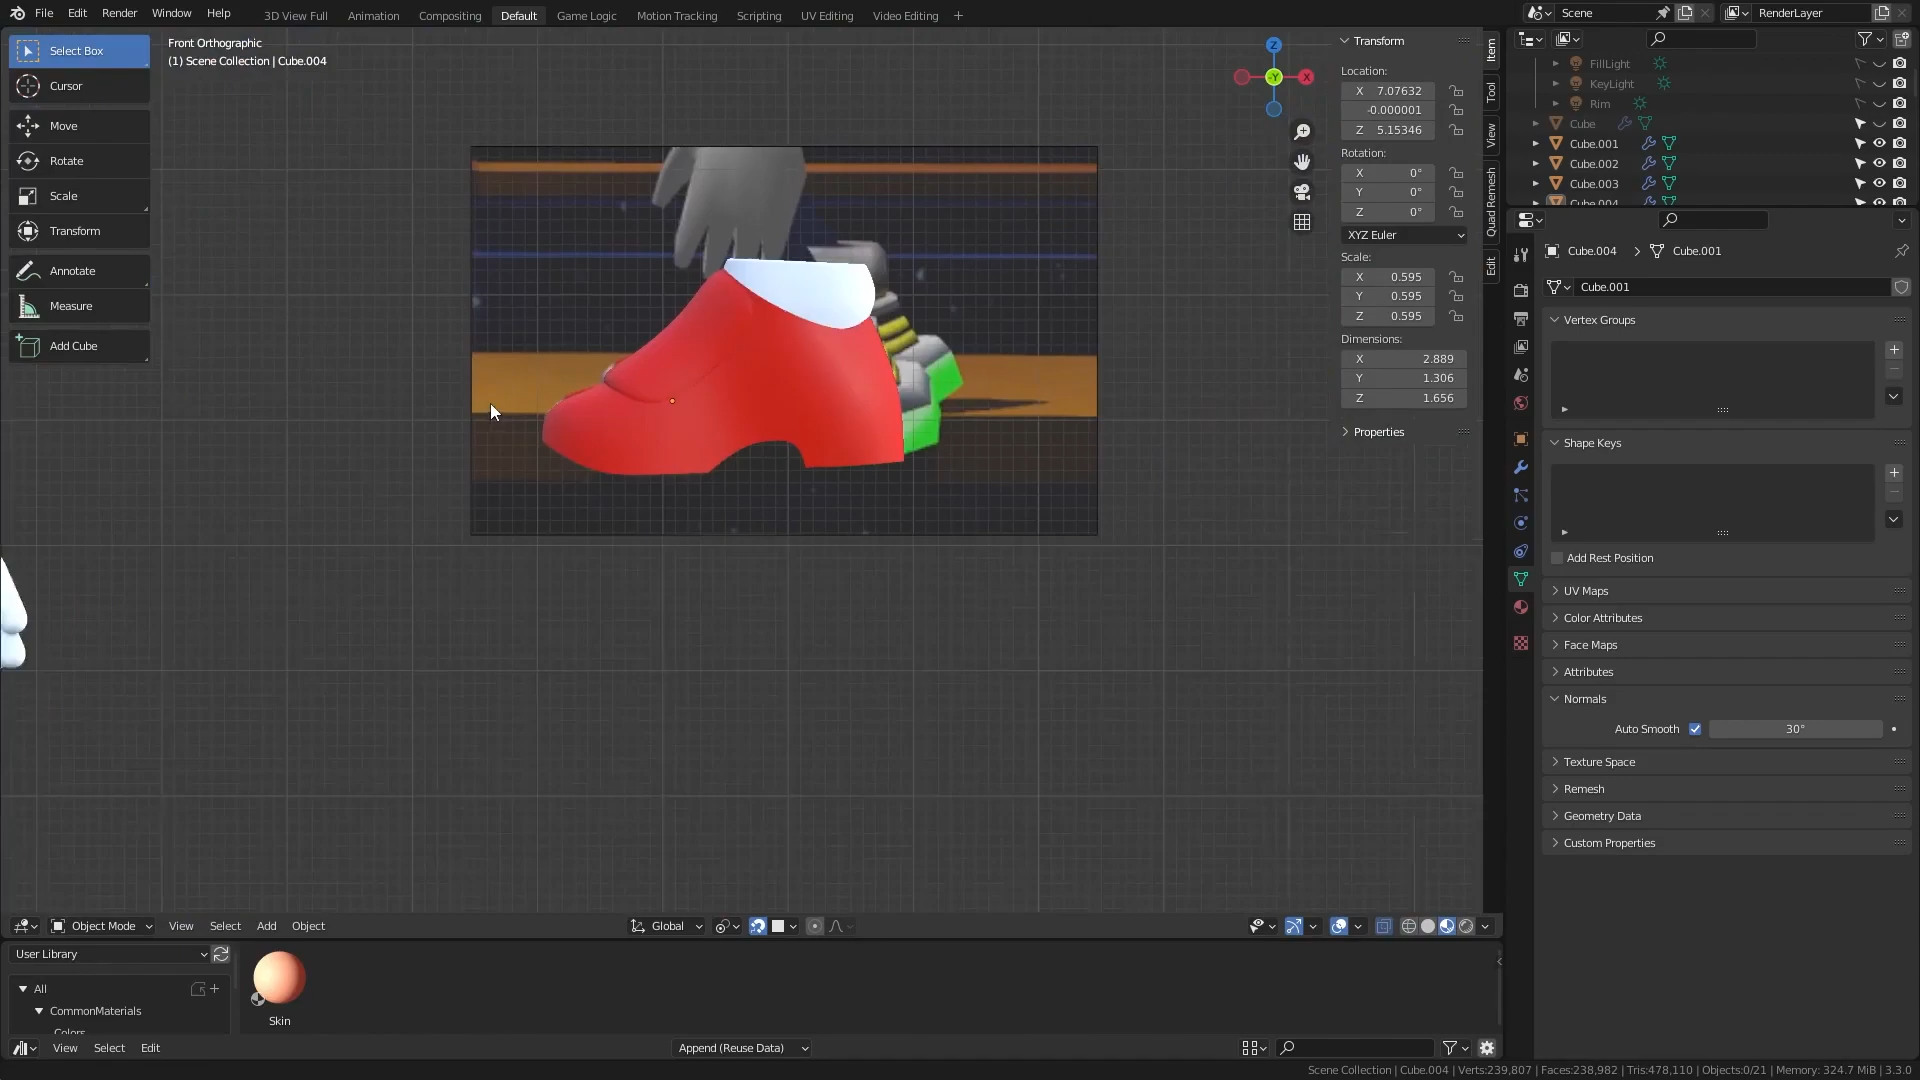 File Edit Render Window Help 3D View Full Animation Compositing Default Game Logic Motion Tracking Scripting UV Editing Video Editing Scene RenderLayer
Select Box
Cursor
Move
Rotate
Scale
Transform
Annotate
Measure
Add Cube
Front Orthographic
(1) Scene Collection | Cube.004
Z
-Y
X
Transform
Location:
X 7.07632
-0.000001
Z 5.15346
Rotation:
X 0°
Y 0°
Z 0°
XYZ Euler
Scale:
X 0.595
Y 0.595
Z 0.595
Dimensions:
X 2.889
Y 1.306
Z 1.656
Properties
Item
Tool
View
Quad Remesh
Edit
FillLight
KeyLight
Rim
Cube
Cube.001
Cube.002
Cube.003
Cube.004
Cube.004 > Cube.001
Cube.001
Vertex Groups
Shape Keys
Add Rest Position
UV Maps
Color Attributes
Face Maps
Attributes
Normals
Auto Smooth 30°
Texture Space
Remesh
Geometry Data
Custom Properties
Object Mode View Select Add Object Global
User Library
All
CommonMaterials
Colors
Skin
View Select Edit Append (Reuse Data)
Scene Collection | Cube.004 | Verts:239,807 | Faces:238,982 | Tris:478,110 | Objects:0/21 | Memory: 324.7 MiB | 3.3.0